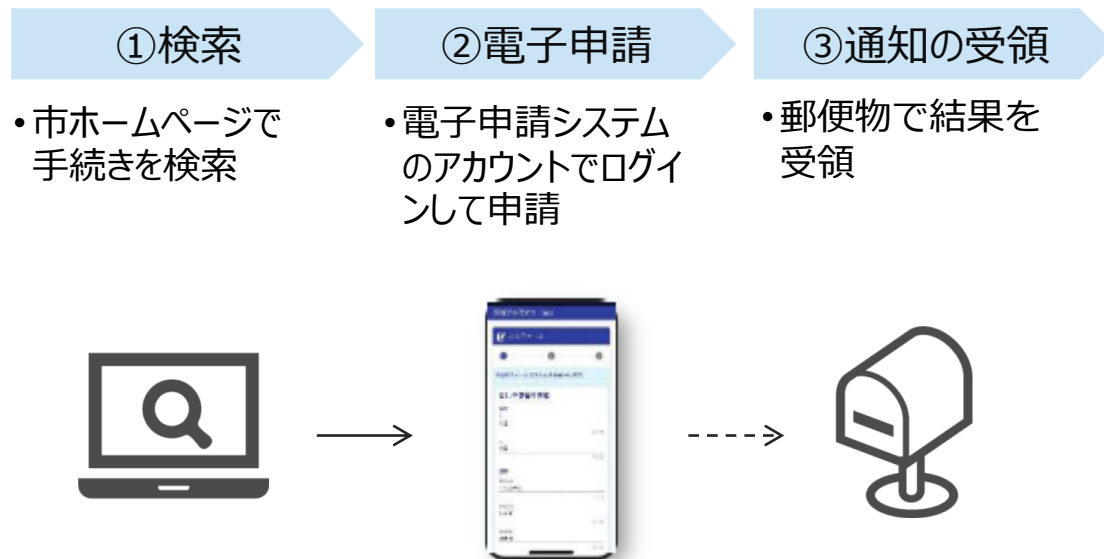 ①検索
②電子申請
③通知の受領
•市ホームページで
手続きを検索
•電子申請システム
のアカウントでログイ
ンして申請
•郵便物で結果を
受領